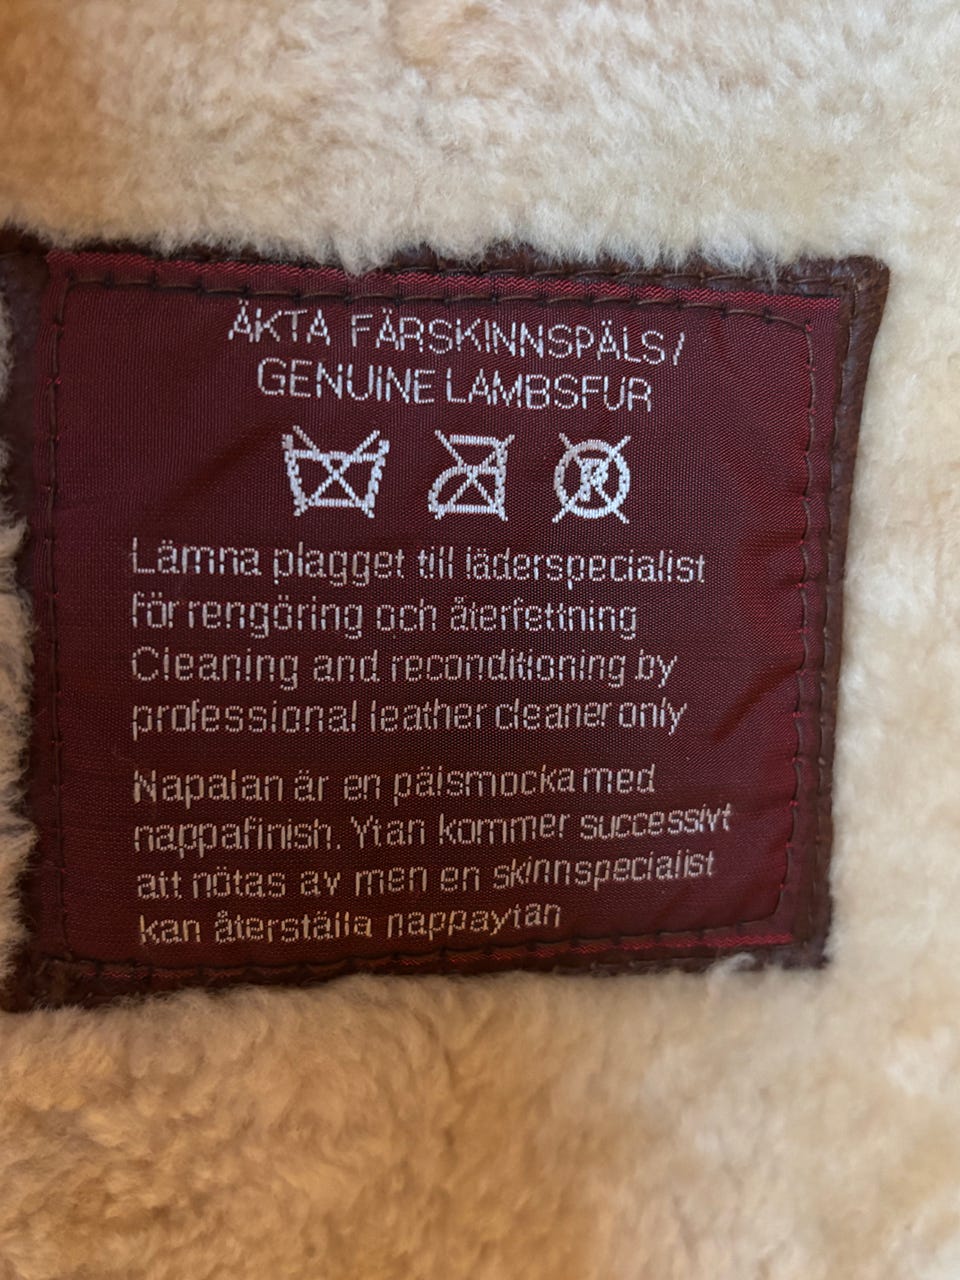 ÄKTA FÅRSKINNSPÄLS/
GENUINE LAMBSFUR
R
Lämna plagget till läderspecialist
för rengöring och återfettning
Cleaning and reconditioning by
professional leather cleaner only
Napalan är en pälsmocka med
nappafinish. Ytan kommer successivt
att nötas av men en skinnspecialist
kan återställa nappaytan